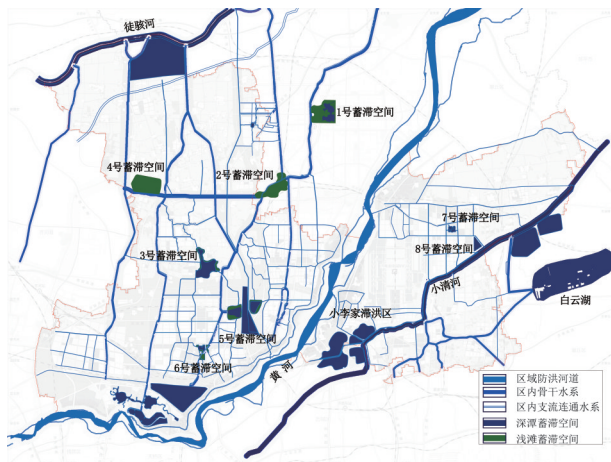 徒骇河
1号蓄滞空间
4号蓄滞空间
2号蓄滞空间
7号蓄滞空间
8号蓄滞空间
3号蓄滞空间
小清河
白云湖
小李家滞洪区
5号蓄滞空间
6号蓄滞空间
黄河
区域防洪河道
区内骨干水系
区内支流连通水系
深潭蓄滞空间
浅滩蓄滞空间